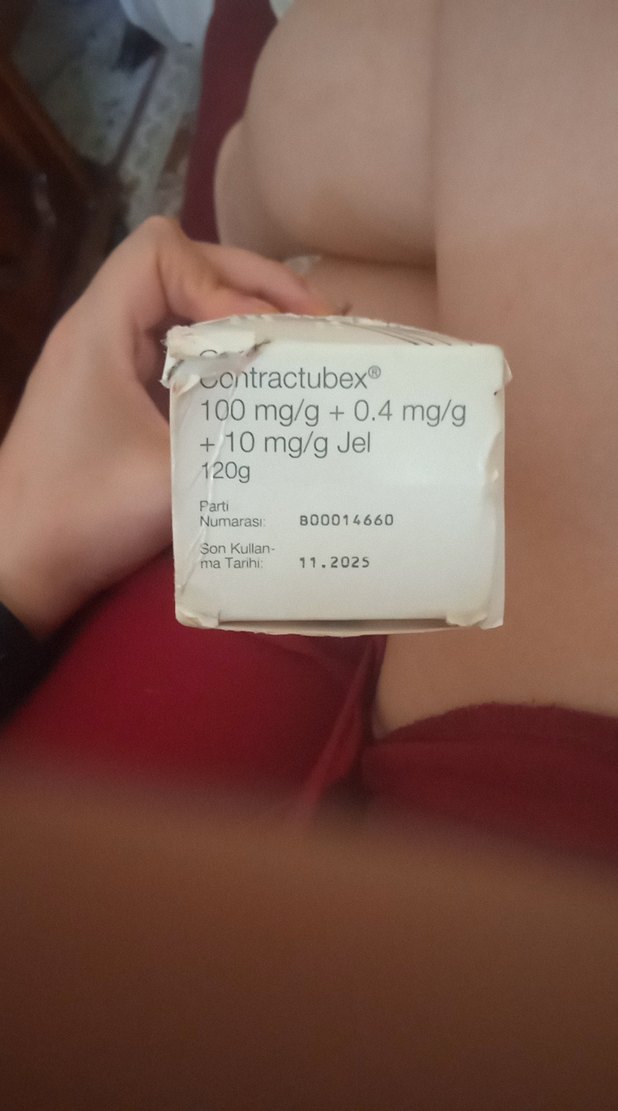 Contractubex®
100 mg/g + 0.4 mg/g
+ 10 mg/g Jel
120g
Parti
Numarası: B00014660
Son Kullan-
ma Tarihi: 11.2025